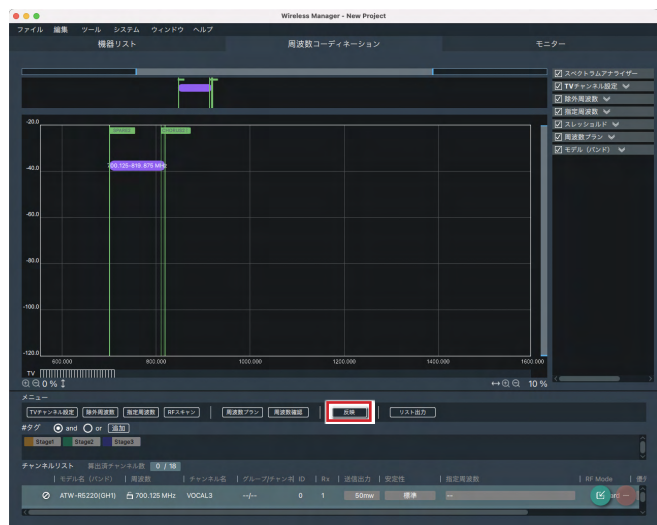 Wireless Manager - New Project
ファイル 編集 ツール システム ウィンドウ ヘルプ
機器リスト 周波数コーディネーション モニター
スペクトラムアナライザー
TVチャンネル設定
除外周波数
指定周波数
スレッショルド
周波数プラン
モデル (バンド)
-20.0
-40.0
00.125-819.875 MHz
-60.0
-80.0
-100.0
-120.0
600.000 800.000 1000.000 1200.000 1400.000 1600.000
TV
0 % 10 %
メニュー
TVチャンネル設定 除外周波数 指定周波数 RFスキャン 周波数プラン 周波数確認 反映 リスト出力
#タグ and or 追加
Stage1 Stage2 Stage3
チャンネルリスト 算出済チャンネル数 0 / 18
モデル名 (バンド) 周波数 チャンネル名 グループ/チャンネ ID Rx 送信出力 安定性 指定周波数 RF Mode
ATW-R5220(GH1) 700.125 MHz VOCAL3 --/-- 0 1 50mw 標準 --